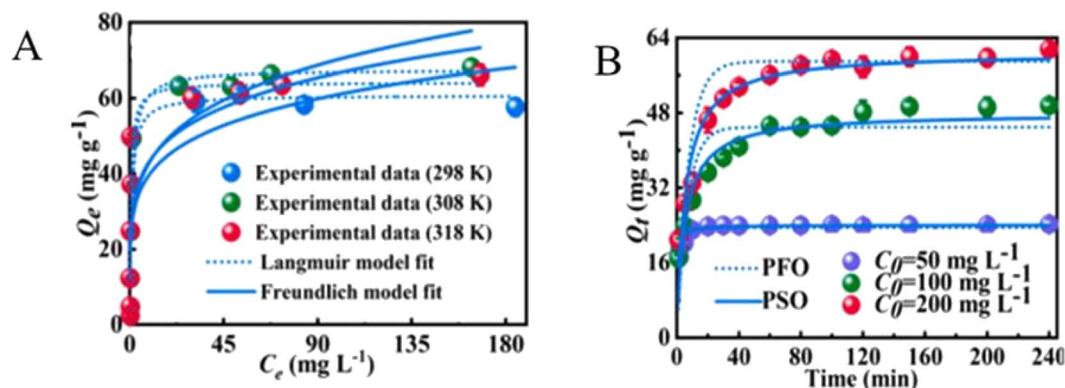 A
80
60
40
20
0
Qe (mg g-1)
Experimental data (298 K)
Experimental data (308 K)
Experimental data (318 K)
Langmuir model fit
Freundlich model fit
0 45 90 135 180
Ce (mg L-1)
B
64
48
32
16
0
Qt (mg g-1)
PFO
PSO
C0=50 mg L-1
C0=100 mg L-1
C0=200 mg L-1
0 40 80 120 160 200 240
Time (min)